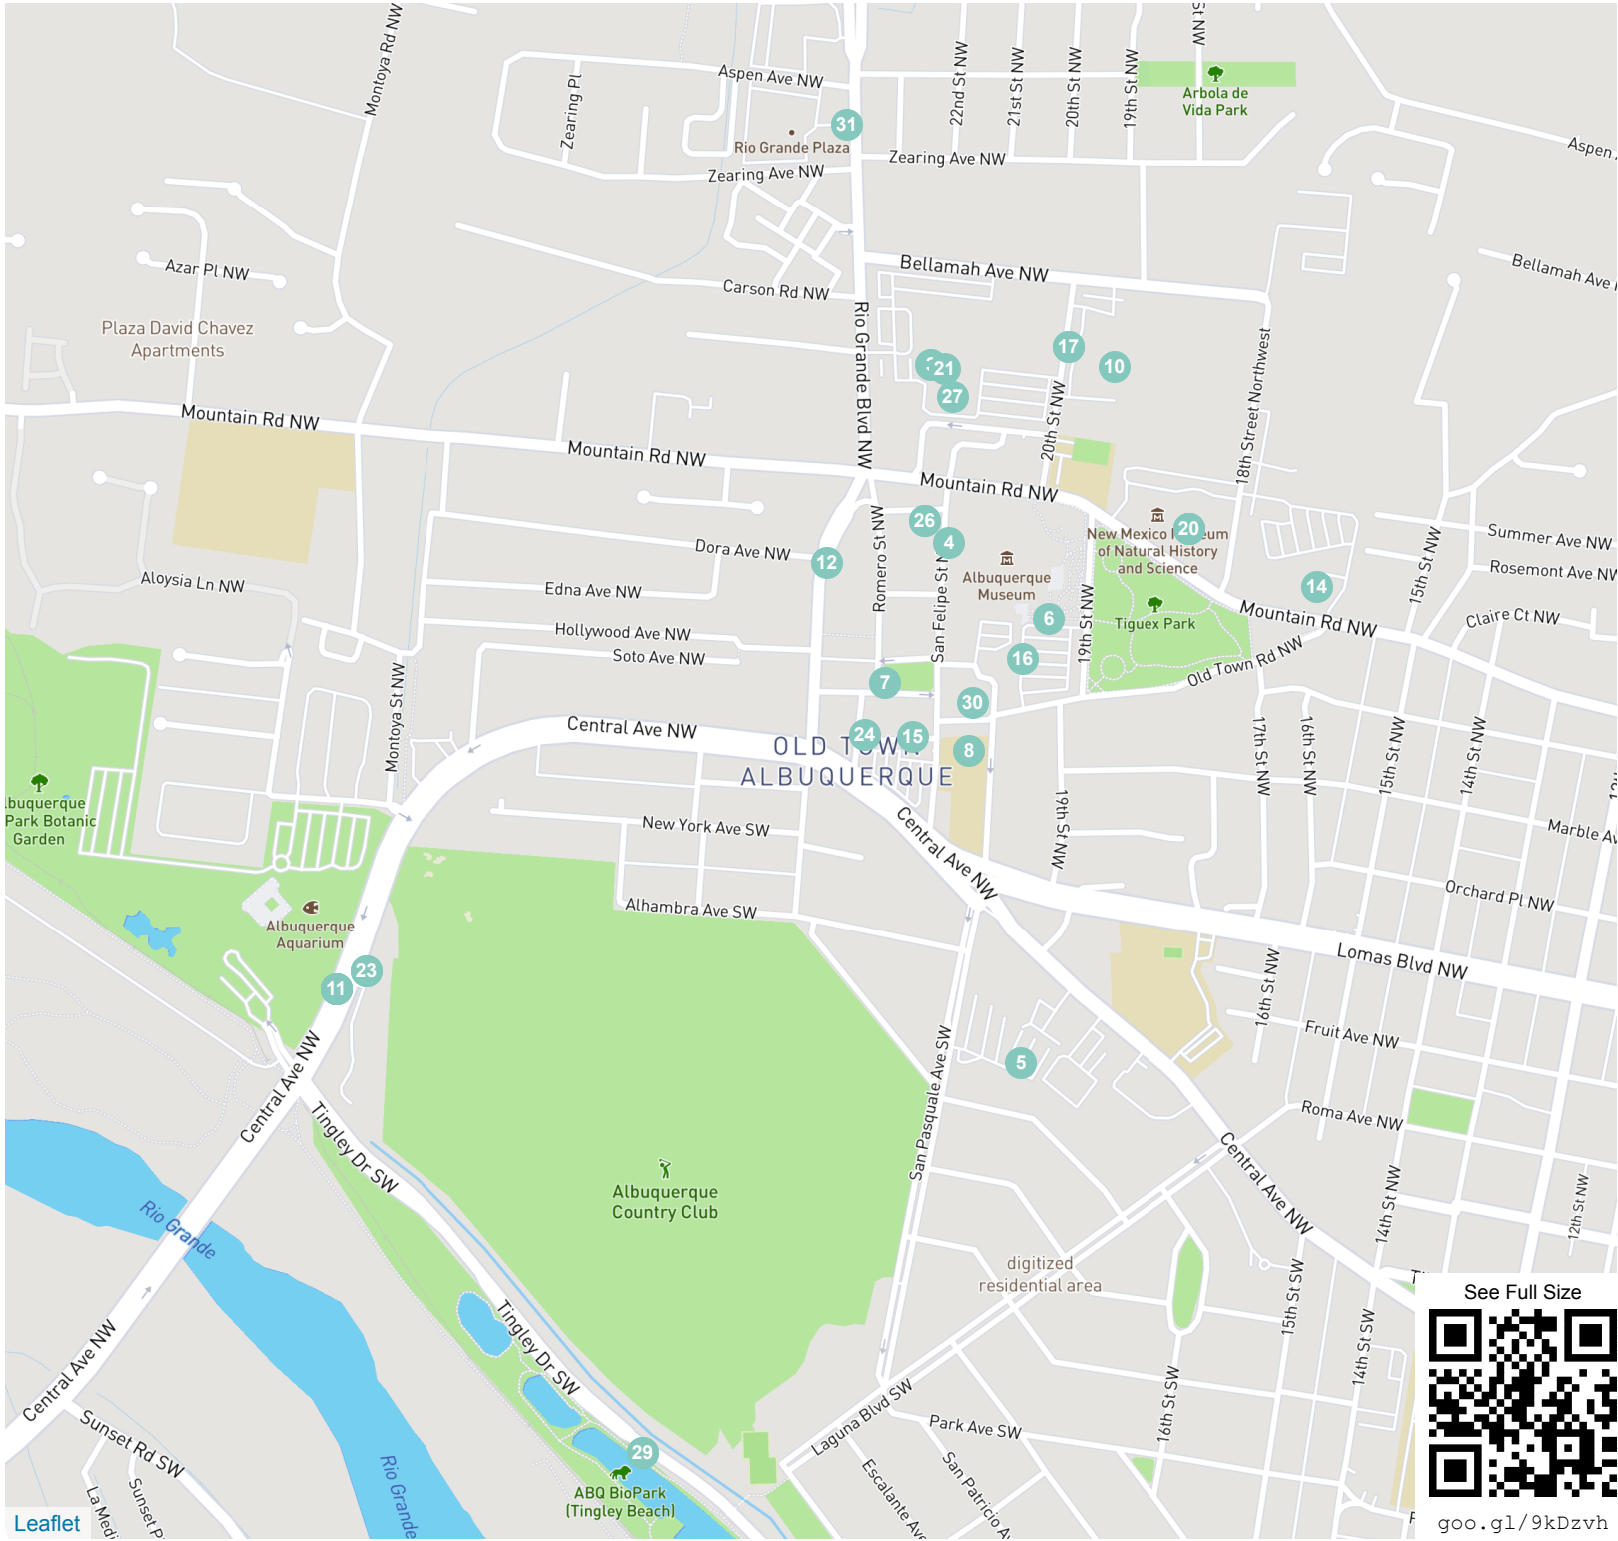 Montoya Rd NW
Aspen Ave NW
Zearing Pl
22nd St NW
21st St NW
20th St NW
19th St NW
St NW
Arbola de
Vida Park
31
Rio Grande Plaza
Zearing Ave NW
Zearing Ave NW
Aspen
Azar Pl NW
Bellamah Ave NW
Bellamah Ave
Carson Rd NW
Plaza David Chavez
Apartments
Rio Grande Blvd NW
17
10
21
27
20th St NW
18th Street Northwest
Mountain Rd NW
Mountain Rd NW
Mountain Rd NW
26
4
12
Dora Ave NW
Romero St NW
San Felipe St N
Albuquerque
Museum
20
New Mexico M eum
of Natural History
and Science
Summer Ave NW
Rosemont Ave NW
15th St NW
14
Aloysia Ln NW
Edna Ave NW
Hollywood Ave NW
Soto Ave NW
6
16
19th St NW
Tiguex Park
Mountain Rd NW
Claire Ct NW
Old Town Rd NW
7
30
Montoya St NW
Central Ave NW
24
15
8
OLD TOWN
ALBUQUERQUE
17th St NW
16th St NW
15th St NW
14th St NW
lbuquerque
Park Botanic
Garden
New York Ave SW
Central Ave NW
19th St NW
Marble Av
Orchard Pl NW
Alhambra Ave SW
Albuquerque
Aquarium
23
11
Lomas Blvd NW
16th St NW
Fruit Ave NW
Central Ave NW
5
San Pasquale Ave SW
Roma Ave NW
Tingley Dr SW
Central Ave NW
Albuquerque
Country Club
14th St NW
12th St NW
Rio Grande
digitized
residential area
See Full Size
Tingley Dr SW
15th St SW
14th St SW
Central Ave NW
16th St SW
Laguna Blvd SW
Park Ave SW
Sunset Rd SW
29
ABQ BioPark
(Tingley Beach)
Rio Grande
Escalante Ave
San Patricio A
La Medi
Sunset P
Leaflet
goo.gl/9kDzvh